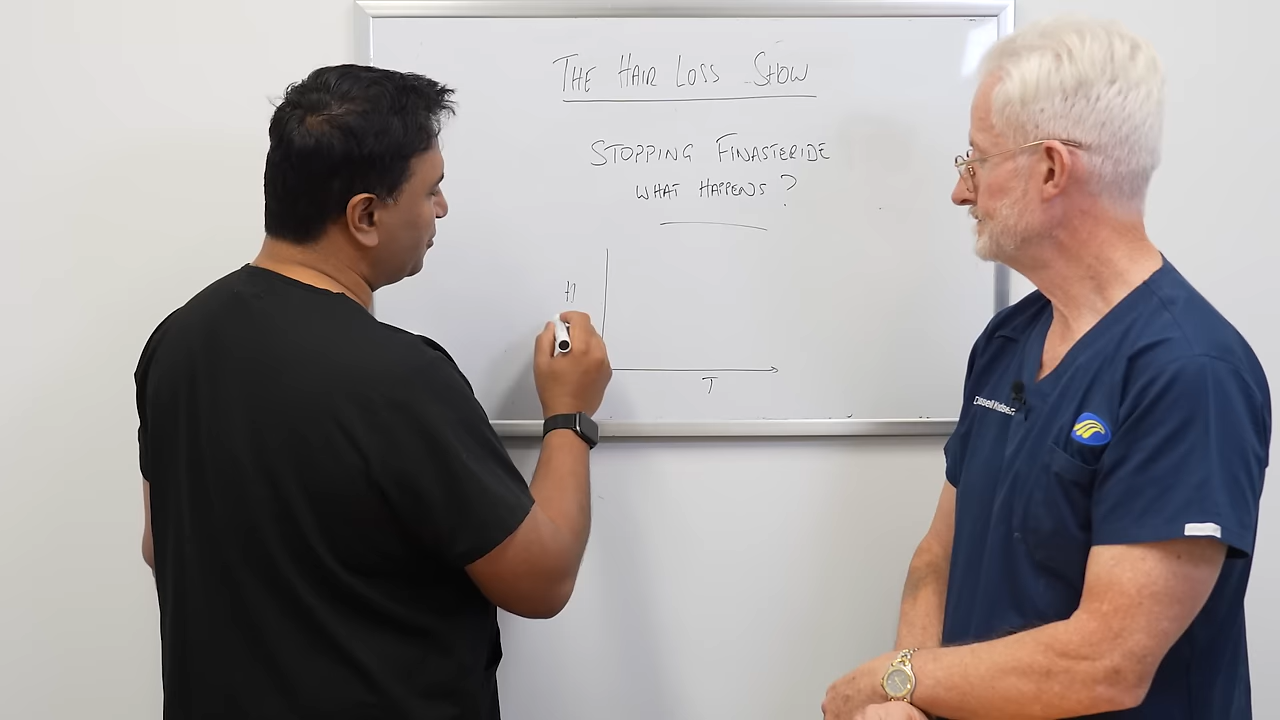 THE HAIR LOSS SHOW
STOPPING FINASTERIDE
WHAT HAPPENS?
T